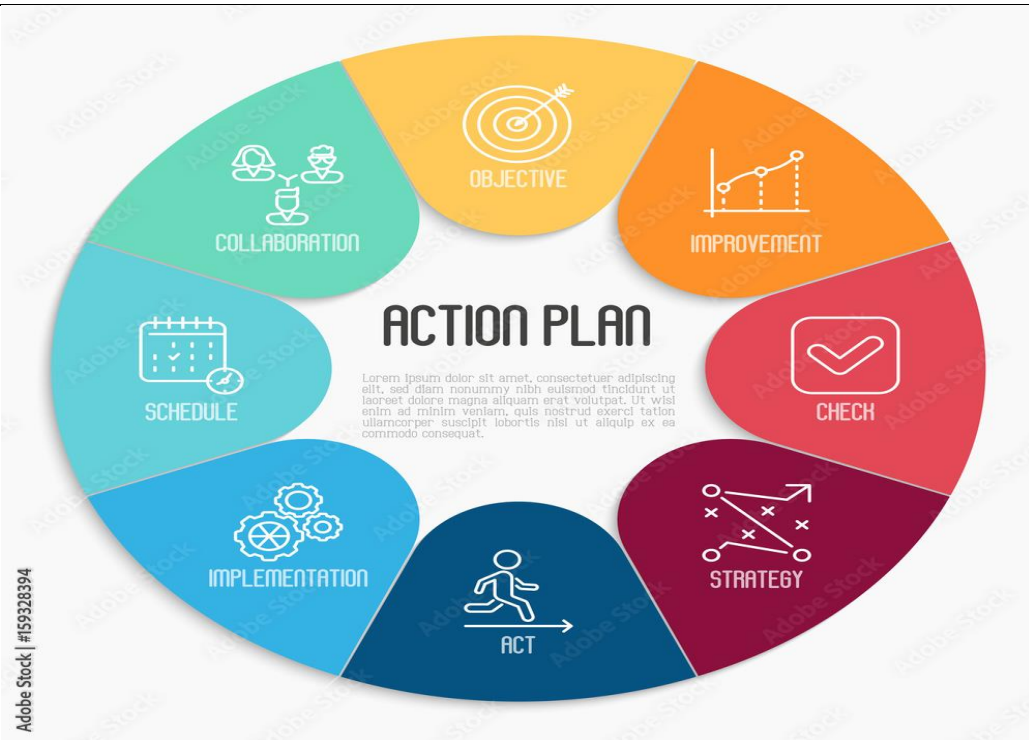 OBJECTIVE
IMPROVEMENT
COLLABORATION
ACTION PLAN
Lorem ipsum dolor sit amet, consectetuer adipiscing
elit, sed diam nonummy nibh euismod tincidunt ut
laoreet dolore magna aliquam erat volutpat. Ut wisi
enim ad minim veniam, quis nostrud exerci tation
ullamcorper suscipit lobortis nisl ut aliquip ex ea
commodo consequat.
SCHEDULE
CHECK
IMPLEMENTATION
STRATEGY
ACT
Adobe Stock | #159328394